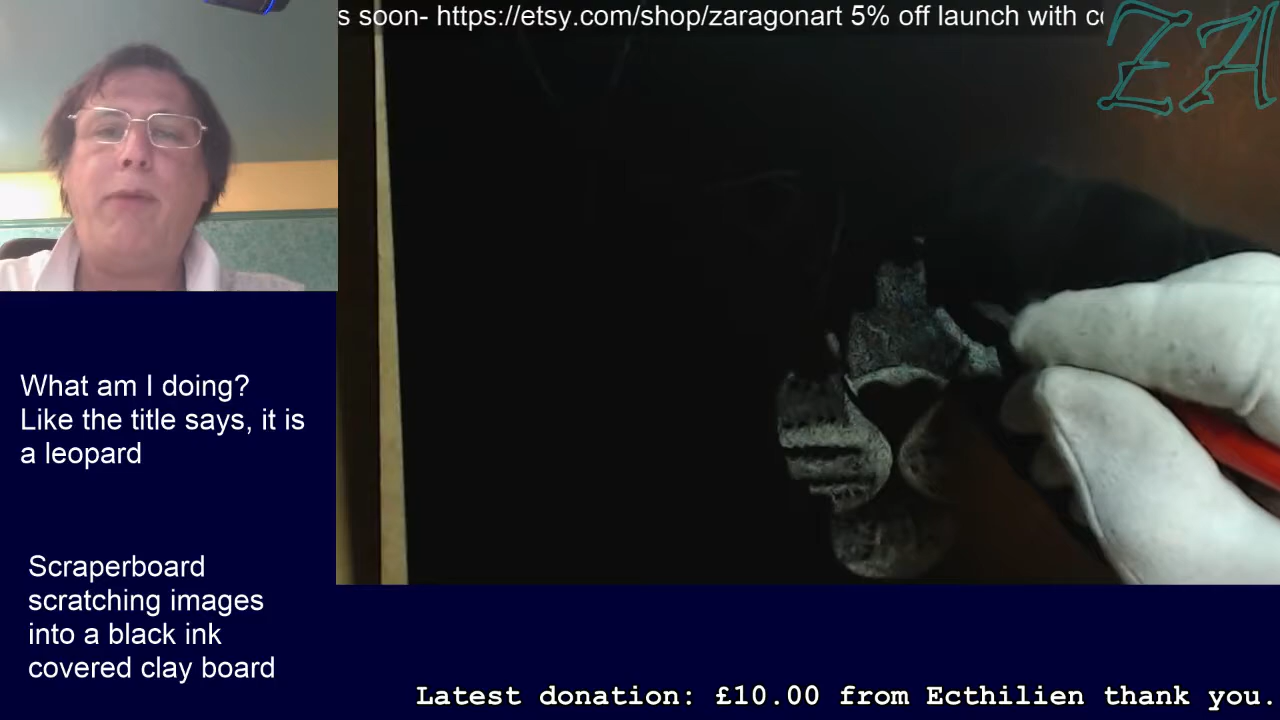 s soon- https://etsy.com/shop/zaragonart 5% off launch with
ZA
What am I doing?
Like the title says, it is
a leopard
Scraperboard
scratching images
into a black ink
covered clay board
Latest donation: £10.00 from Ecthilien thank you.